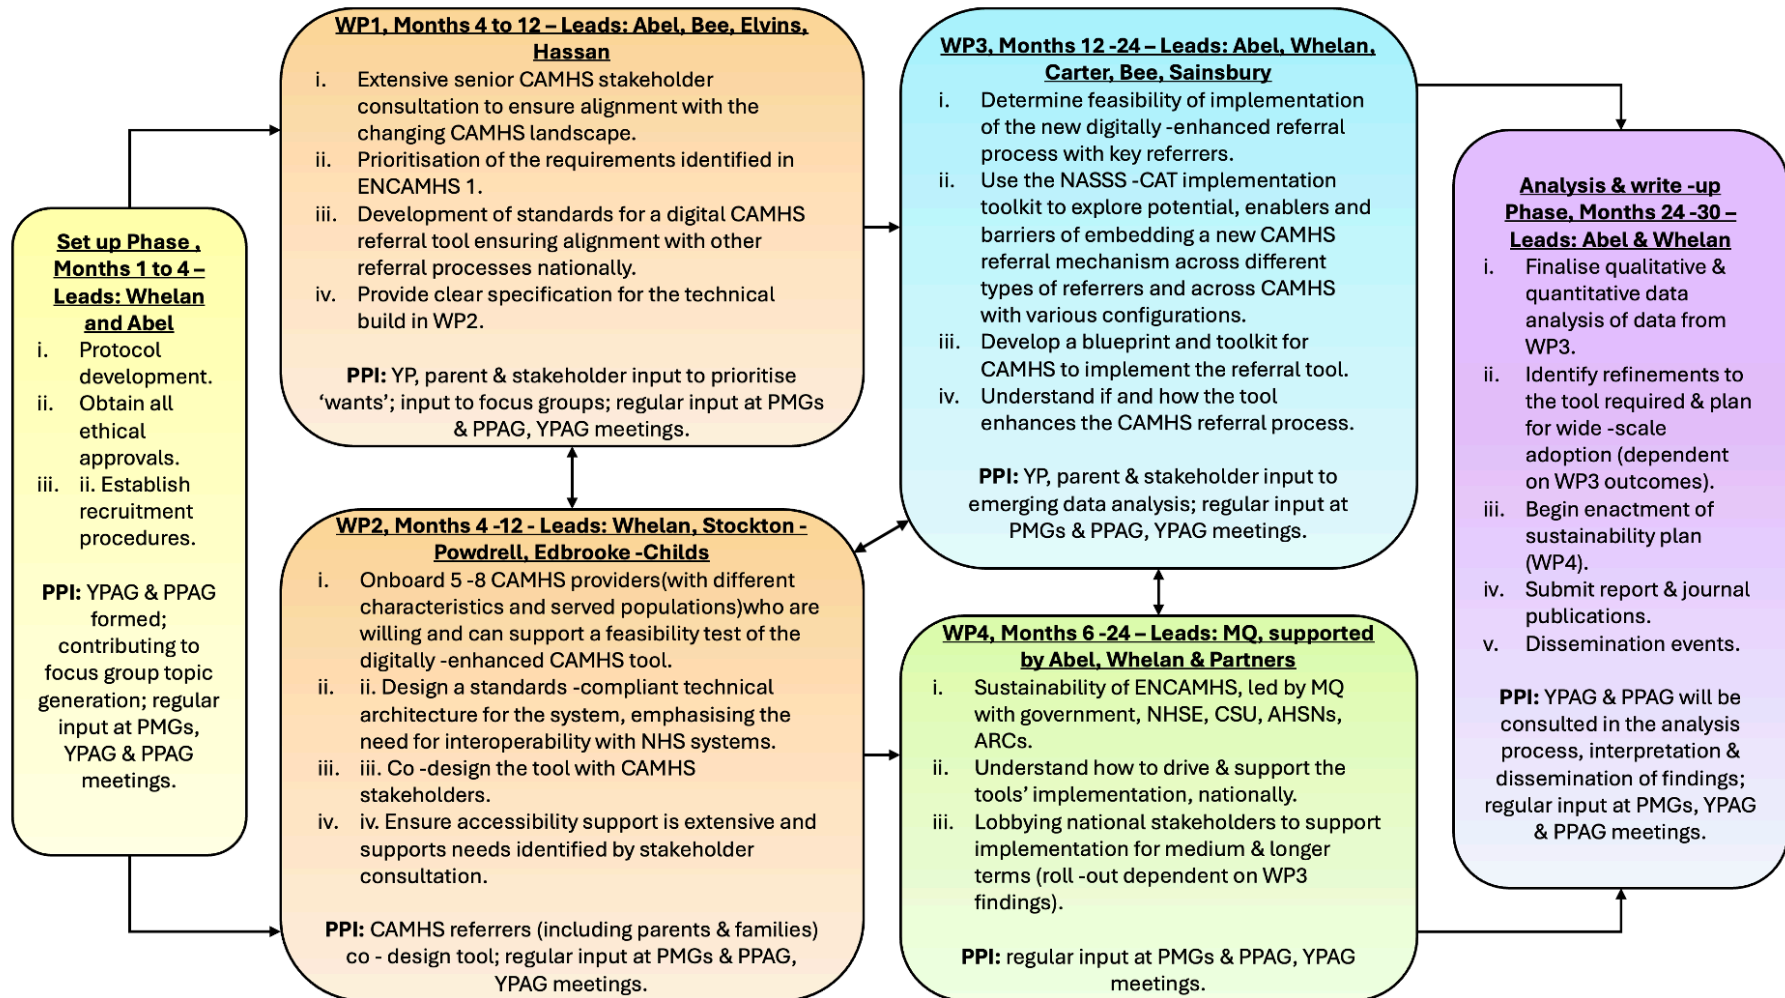 Set up Phase ,
Months 1 to 4 –
Leads: Whelan
and Abel
i. Protocol
development.
ii. Obtain all
ethical
approvals.
iii. ii. Establish
recruitment
procedures.
PPI: YPAG & PPAG
formed;
contributing to
focus group topic
generation; regular
input at PMGs,
YPAG & PPAG
meetings.
WP1, Months 4 to 12 – Leads: Abel, Bee, Elvins,
Hassan
i. Extensive senior CAMHS stakeholder
consultation to ensure alignment with the
changing CAMHS landscape.
ii. Prioritisation of the requirements identified in
ENCAMHS 1.
iii. Development of standards for a digital CAMHS
referral tool ensuring alignment with other
referral processes nationally.
iv. Provide clear specification for the technical
build in WP2.
PPI: YP, parent & stakeholder input to prioritise
‘wants’; input to focus groups; regular input at PMGs
& PPAG, YPAG meetings.
WP2, Months 4 -12 - Leads: Whelan, Stockton -
Powdrell, Edbrooke -Childs
i. Onboard 5 -8 CAMHS providers(with different
characteristics and served populations)who are
willing and can support a feasibility test of the
digitally -enhanced CAMHS tool.
ii. ii. Design a standards -compliant technical
architecture for the system, emphasising the
need for interoperability with NHS systems.
iii. iii. Co -design the tool with CAMHS
stakeholders.
iv. iv. Ensure accessibility support is extensive and
supports needs identified by stakeholder
consultation.
PPI: CAMHS referrers (including parents & families)
co - design tool; regular input at PMGs & PPAG,
YPAG meetings.
WP3, Months 12 -24 – Leads: Abel, Whelan,
Carter, Bee, Sainsbury
i. Determine feasibility of implementation
of the new digitally -enhanced referral
process with key referrers.
ii. Use the NASSS -CAT implementation
toolkit to explore potential, enablers and
barriers of embedding a new CAMHS
referral mechanism across different
types of referrers and across CAMHS
with various configurations.
iii. Develop a blueprint and toolkit for
CAMHS to implement the referral tool.
iv. Understand if and how the tool
enhances the CAMHS referral process.
PPI: YP, parent & stakeholder input to
emerging data analysis; regular input at
PMGs & PPAG, YPAG meetings.
WP4, Months 6 -24 – Leads: MQ, supported
by Abel, Whelan & Partners
i. Sustainability of ENCAMHS, led by MQ
with government, NHSE, CSU, AHSNs,
ARCs.
ii. Understand how to drive & support the
tools’ implementation, nationally.
iii. Lobbying national stakeholders to support
implementation for medium & longer
terms (roll -out dependent on WP3
findings).
PPI: regular input at PMGs & PPAG, YPAG
meetings.
Analysis & write -up
Phase, Months 24 -30 –
Leads: Abel & Whelan
i. Finalise qualitative &
quantitative data
analysis of data from
WP3.
ii. Identify refinements to
the tool required & plan
for wide -scale
adoption (dependent
on WP3 outcomes).
iii. Begin enactment of
sustainability plan
(WP4).
iv. Submit report & journal
publications.
v. Dissemination events.
PPI: YPAG & PPAG will be
consulted in the analysis
process, interpretation &
dissemination of findings;
regular input at PMGs, YPAG
& PPAG meetings.